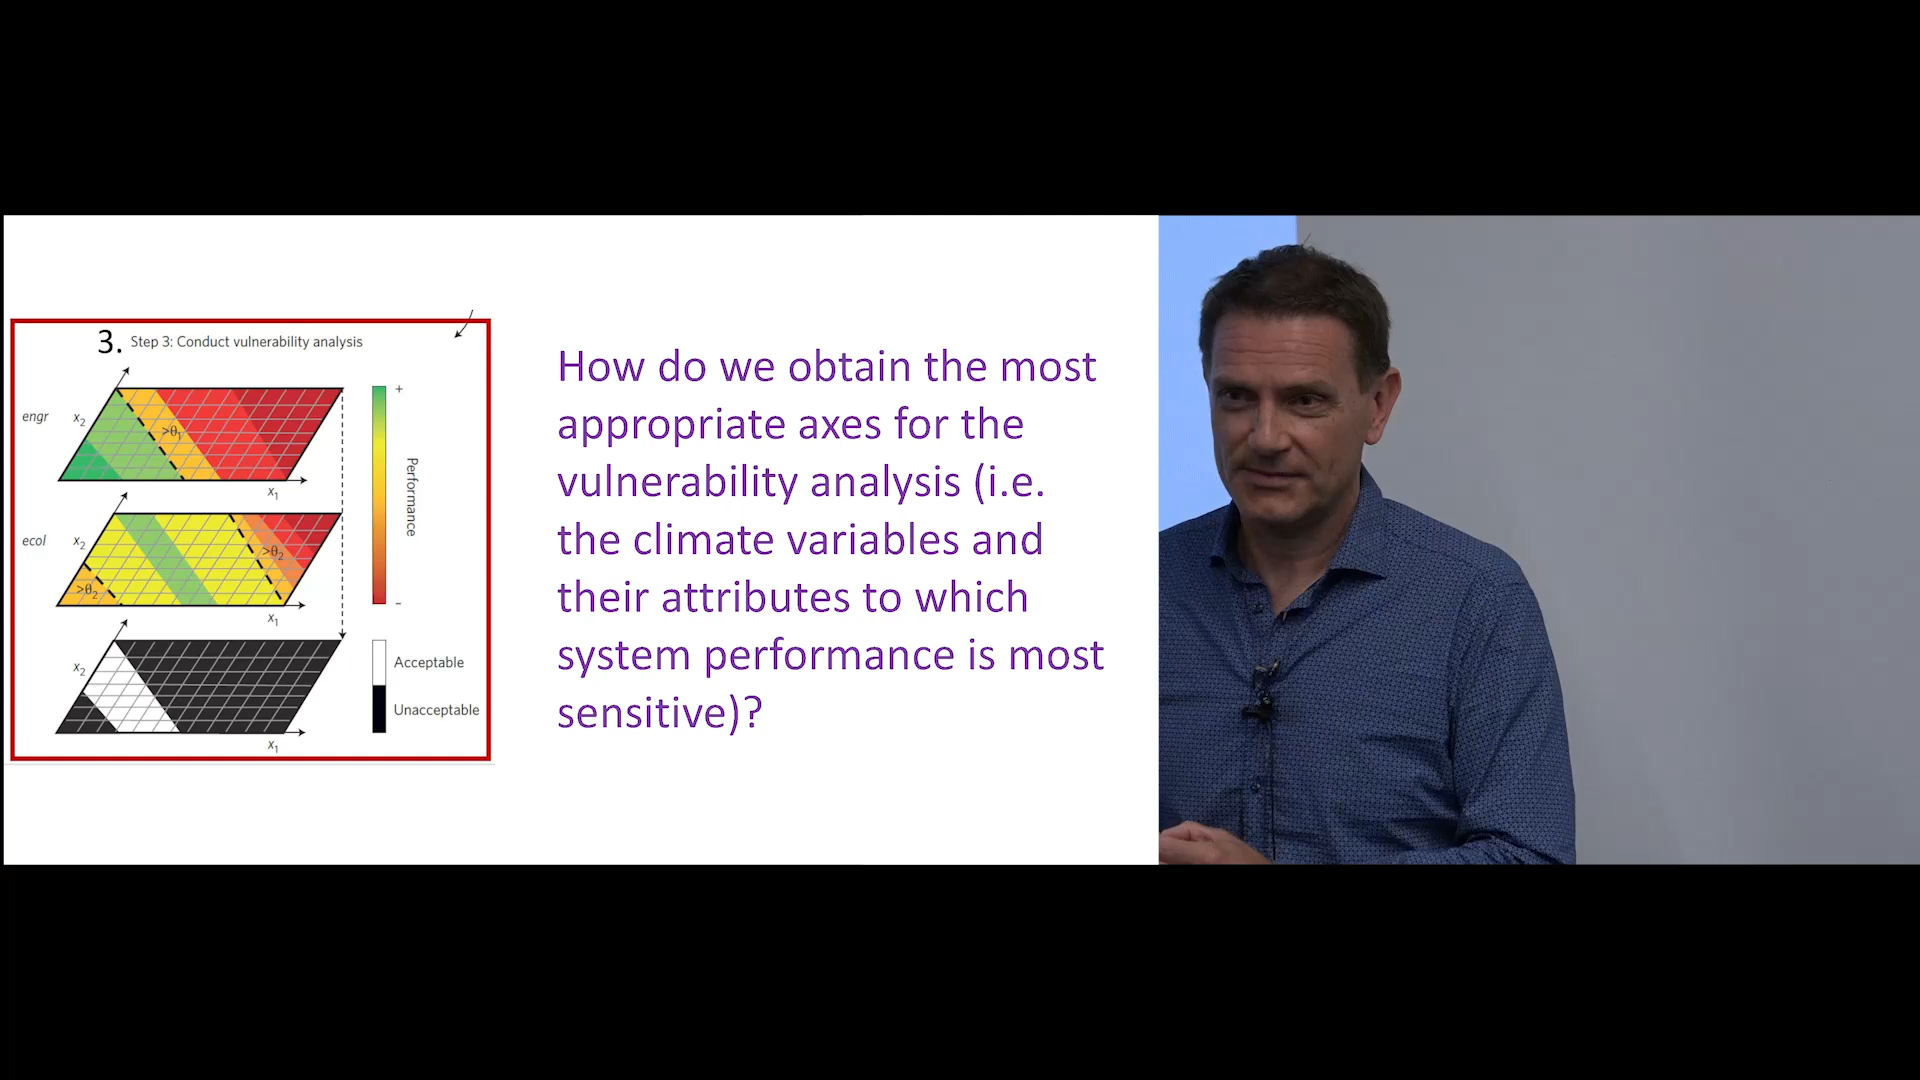 3. Step 3: Conduct vulnerability analysis
engr
x2
>θ1
x1
ecol
x2
>θ2
>θ2
x1
x2
x1
+
Performance
–
Acceptable
Unacceptable
How do we obtain the most
appropriate axes for the
vulnerability analysis (i.e.
the climate variables and
their attributes to which
system performance is most
sensitive)?